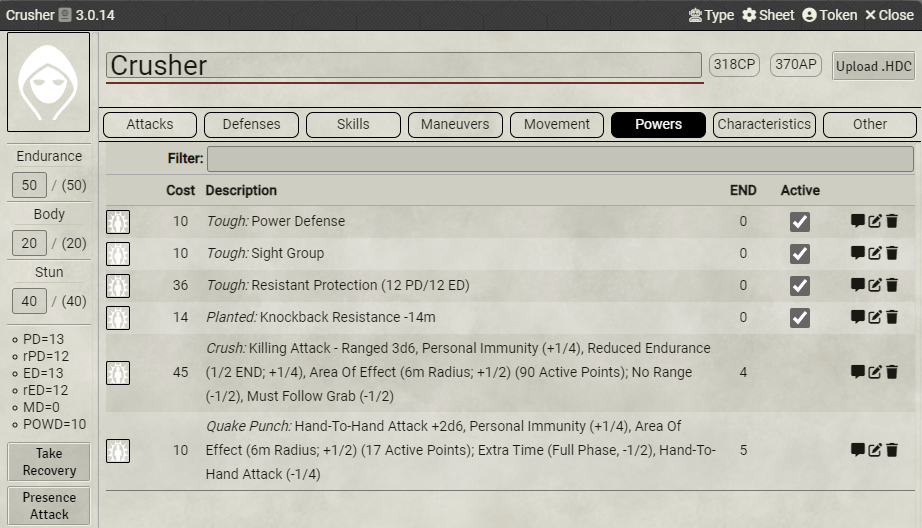 Crusher 3.0.14 Type Sheet Token Close
Crusher 318CP 370AP Upload .HDC
Attacks Defenses Skills Maneuvers Movement Powers Characteristics Other
Endurance
50 / (50)
Body
20 / (20)
Stun
40 / (40)
PD=13
rPD=12
ED=13
rED=12
MD=0
POWD=10
Take
Recovery
Presence
Attack
Filter:
Cost Description END Active
10 Tough: Power Defense 0
10 Tough: Sight Group 0
36 Tough: Resistant Protection (12 PD/12 ED) 0
14 Planted: Knockback Resistance -14m 0
Crush: Killing Attack - Ranged 3d6, Personal Immunity (+1/4), Reduced Endurance
45 (1/2 END; +1/4), Area Of Effect (6m Radius; +1/2) (90 Active Points); No Range 4
(-1/2), Must Follow Grab (-1/2)
Quake Punch: Hand-To-Hand Attack +2d6, Personal Immunity (+1/4), Area Of
10 Effect (6m Radius; +1/2) (17 Active Points); Extra Time (Full Phase, -1/2), Hand-To- 5
Hand Attack (-1/4)